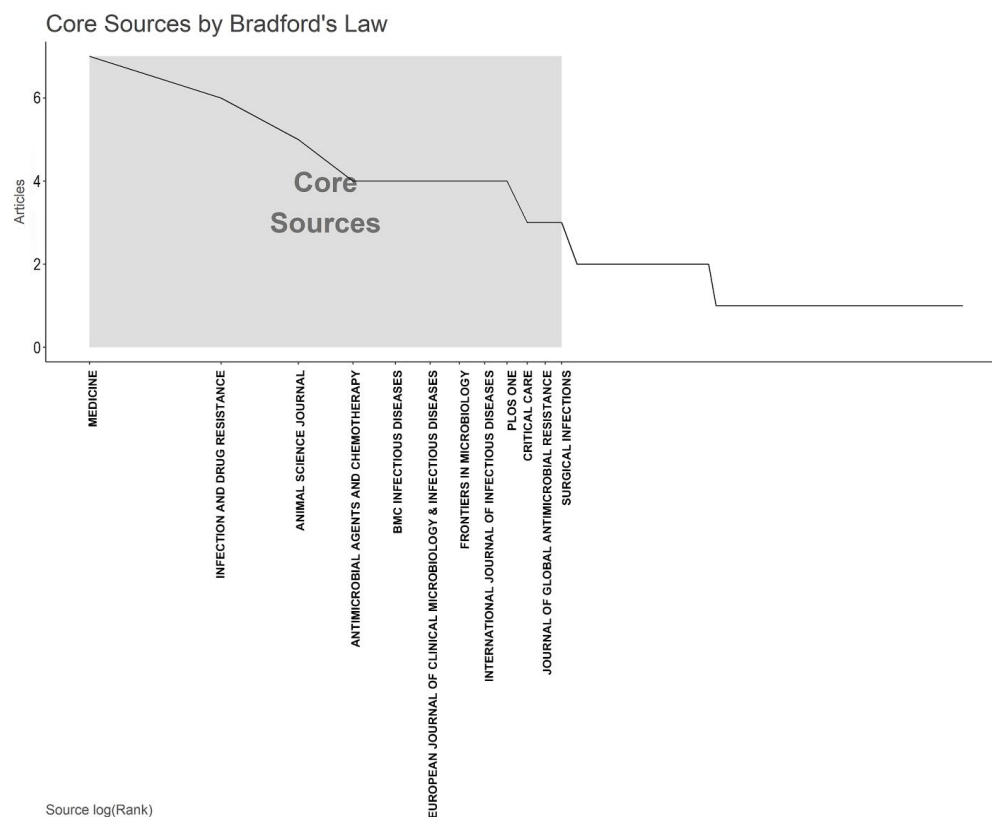 Core Sources by Bradford's Law
Articles
6
4
2
0
Core
Sources
MEDICINE
INFECTION AND DRUG RESISTANCE
ANIMAL SCIENCE JOURNAL
ANTIMICROBIAL AGENTS AND CHEMOTHERAPY
BMC INFECTIOUS DISEASES
EUROPEAN JOURNAL OF CLINICAL MICROBIOLOGY & INFECTIOUS DISEASES
FRONTIERS IN MICROBIOLOGY
INTERNATIONAL JOURNAL OF INFECTIOUS DISEASES
PLOS ONE
CRITICAL CARE
JOURNAL OF GLOBAL ANTIMICROBIAL RESISTANCE
SURGICAL INFECTIONS
Source log(Rank)